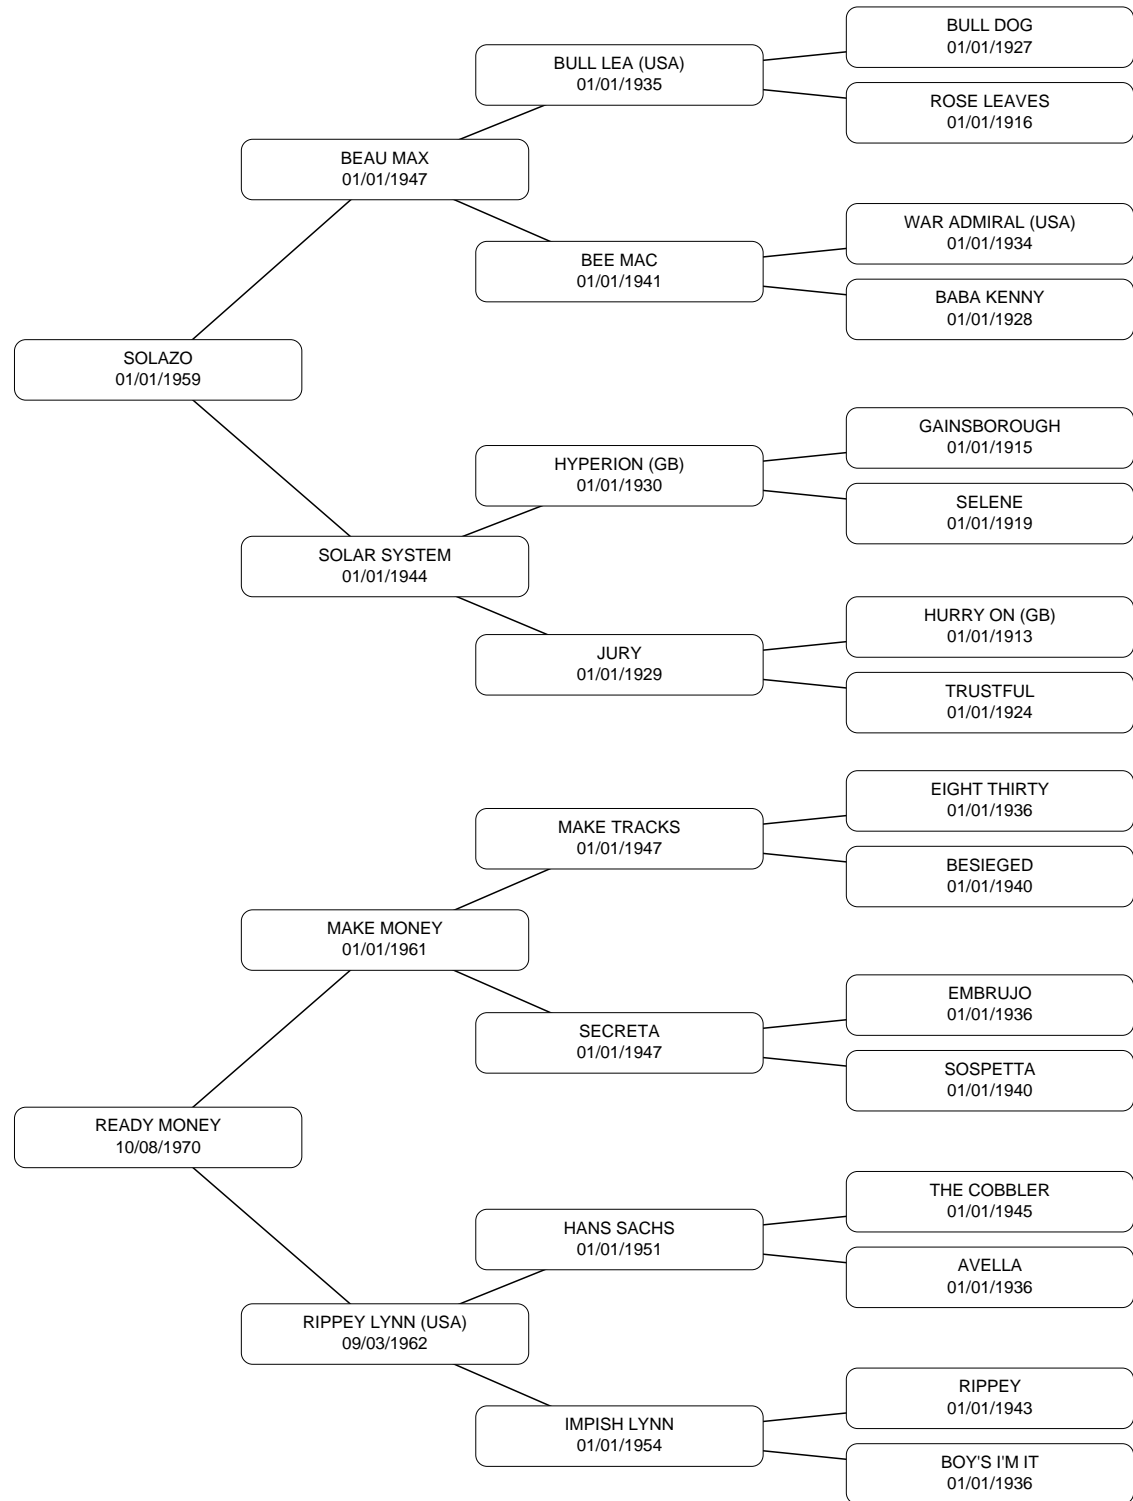 BULL DOG
01/01/1927
BULL LEA (USA)
01/01/1935
ROSE LEAVES
01/01/1916
BEAU MAX
01/01/1947
WAR ADMIRAL (USA)
01/01/1934
BEE MAC
01/01/1941
BABA KENNY
01/01/1928
SOLAZO
01/01/1959
GAINSBOROUGH
01/01/1915
HYPERION (GB)
01/01/1930
SELENE
01/01/1919
SOLAR SYSTEM
01/01/1944
HURRY ON (GB)
01/01/1913
JURY
01/01/1929
TRUSTFUL
01/01/1924
EIGHT THIRTY
01/01/1936
MAKE TRACKS
01/01/1947
BESIEGED
01/01/1940
MAKE MONEY
01/01/1961
EMBRUJO
01/01/1936
SECRETA
01/01/1947
SOSPETTA
01/01/1940
READY MONEY
10/08/1970
THE COBBLER
01/01/1945
HANS SACHS
01/01/1951
AVELLA
01/01/1936
RIPPEY LYNN (USA)
09/03/1962
RIPPEY
01/01/1943
IMPISH LYNN
01/01/1954
BOY'S I'M IT
01/01/1936